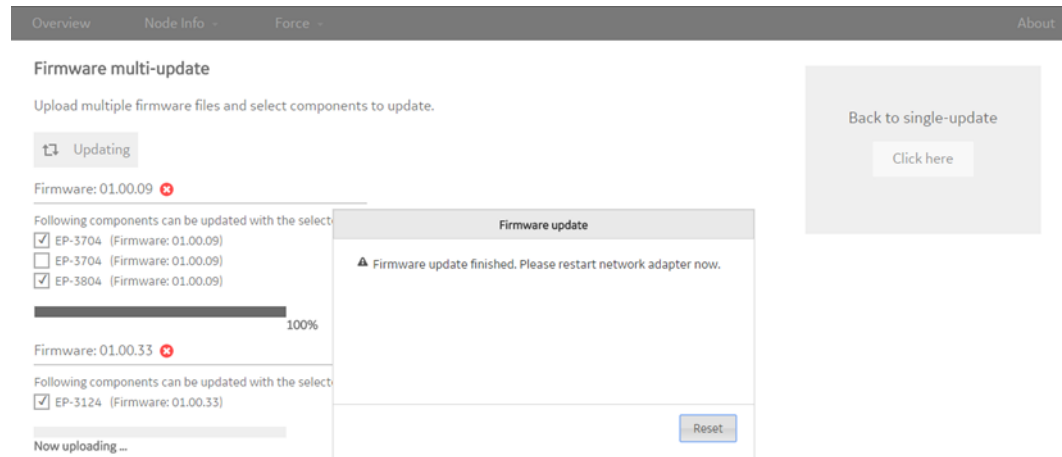 Overview Node Info Force About
Firmware multi-update
Upload multiple firmware files and select components to update.
Updating
Firmware: 01.00.09
Following components can be updated with the select
EP-3704 (Firmware: 01.00.09)
EP-3704 (Firmware: 01.00.09)
EP-3804 (Firmware: 01.00.09)
100%
Firmware: 01.00.33
Following components can be updated with the select
EP-3124 (Firmware: 01.00.33)
Now uploading ...
Firmware update
Firmware update finished. Please restart network adapter now.
Reset
Back to single-update
Click here